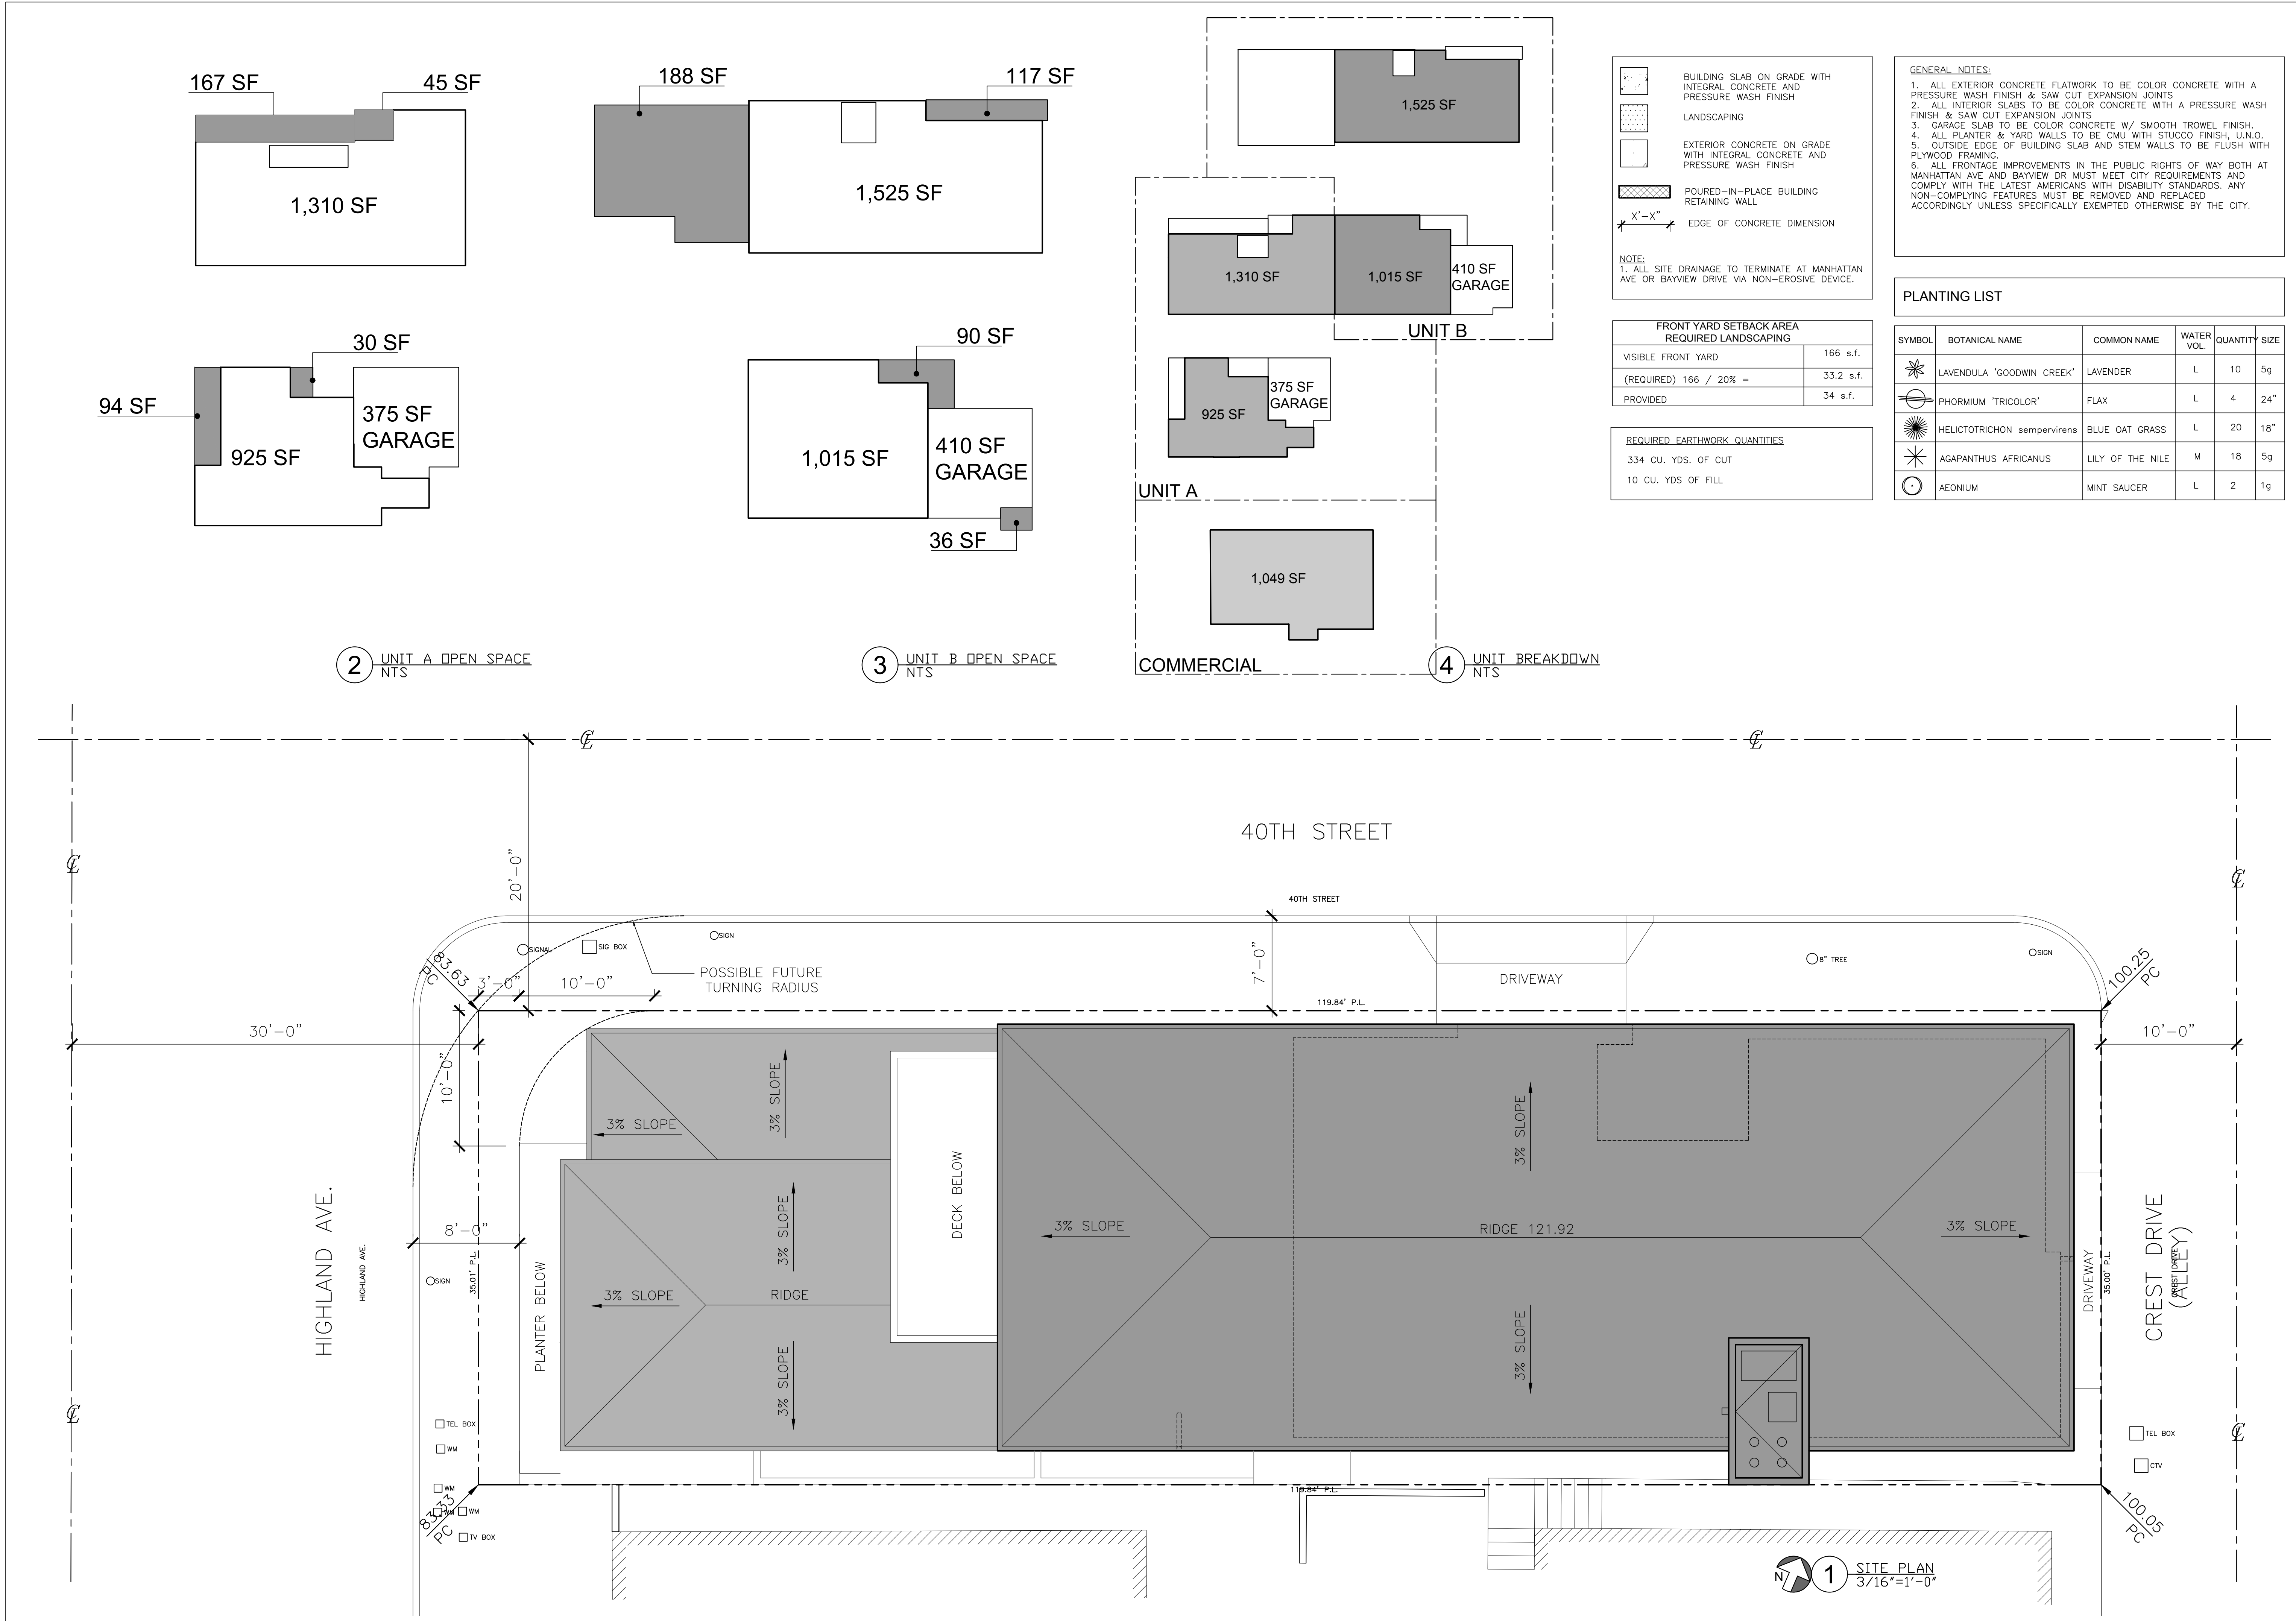 167 SF
45 SF
1,310 SF
30 SF
94 SF
375 SF
GARAGE
925 SF
2
UNIT A OPEN SPACE
NTS
188 SF
117 SF
1,525 SF
90 SF
1,015 SF
410 SF
GARAGE
36 SF
3
UNIT B OPEN SPACE
NTS
1,525 SF
1,310 SF
1,015 SF
410 SF
GARAGE
UNIT B
375 SF
GARAGE
925 SF
UNIT A
1,049 SF
COMMERCIAL
4
UNIT BREAKDOWN
NTS
BUILDING SLAB ON GRADE WITH
INTEGRAL CONCRETE AND
PRESSURE WASH FINISH
LANDSCAPING
EXTERIOR CONCRETE ON GRADE
WITH INTEGRAL CONCRETE AND
PRESSURE WASH FINISH
POURED-IN-PLACE BUILDING
RETAINING WALL
X'-X"
EDGE OF CONCRETE DIMENSION
NOTE:
1. ALL SITE DRAINAGE TO TERMINATE AT MANHATTAN
AVE OR BAYVIEW DRIVE VIA NON-EROSIVE DEVICE.
FRONT YARD SETBACK AREA
REQUIRED LANDSCAPING
VISIBLE FRONT YARD 166 s.f.
(REQUIRED) 166 / 20% = 33.2 s.f.
PROVIDED 34 s.f.
REQUIRED EARTHWORK QUANTITIES
334 CU. YDS. OF CUT
10 CU. YDS OF FILL
GENERAL NOTES:
1. ALL EXTERIOR CONCRETE FLATWORK TO BE COLOR CONCRETE WITH A
PRESSURE WASH FINISH & SAW CUT EXPANSION JOINTS
2. ALL INTERIOR SLABS TO BE COLOR CONCRETE WITH A PRESSURE WASH
FINISH & SAW CUT EXPANSION JOINTS
3. GARAGE SLAB TO BE COLOR CONCRETE W/ SMOOTH TROWEL FINISH.
4. ALL PLANTER & YARD WALLS TO BE CMU WITH STUCCO FINISH, U.N.O.
5. OUTSIDE EDGE OF BUILDING SLAB AND STEM WALLS TO BE FLUSH WITH
PLYWOOD FRAMING.
6. ALL FRONTAGE IMPROVEMENTS IN THE PUBLIC RIGHTS OF WAY BOTH AT
MANHATTAN AVE AND BAYVIEW DR MUST MEET CITY REQUIREMENTS AND
COMPLY WITH THE LATEST AMERICANS WITH DISABILITY STANDARDS. ANY
NON-COMPLYING FEATURES MUST BE REMOVED AND REPLACED
ACCORDINGLY UNLESS SPECIFICALLY EXEMPTED OTHERWISE BY THE CITY.
PLANTING LIST
SYMBOL BOTANICAL NAME COMMON NAME WATER VOL. QUANTITY SIZE
LAVENDULA 'GOODWIN CREEK' LAVENDER L 10 5g
PHORMIUM 'TRICOLOR' FLAX L 4 24"
HELICTOTRICHON sempervirens BLUE OAT GRASS L 20 18"
AGAPANTHUS AFRICANUS LILY OF THE NILE M 18 5g
AEONIUM MINT SAUCER L 2 1g
℄
℄
40TH STREET
℄
℄
20'-0"
40TH STREET
SIGNAL
SIG BOX
SIGN
7'-0"
8" TREE
SIGN
83.63
PC
3'-0"
10'-0"
POSSIBLE FUTURE
TURNING RADIUS
DRIVEWAY
100.25
PC
119.84' P.L.
30'-0"
10'-0"
10'-0"
3% SLOPE
3% SLOPE
3% SLOPE
DECK BELOW
HIGHLAND AVE.
HIGHLAND AVE.
8'-0"
SIGN
35.01' P.L.
PLANTER BELOW
3% SLOPE
3% SLOPE
RIDGE
3% SLOPE
3% SLOPE
RIDGE 121.92
3% SLOPE
3% SLOPE
DRIVEWAY
35.00' P.L.
CREST DRIVE
(ALLEY)
CREST DRIVE
℄
℄
TEL BOX
WM
WM
WM
WM
TV BOX
83.33
PC
119.84' P.L.
TEL BOX
CTV
100.05
PC
N
1
SITE PLAN
3/16"=1'-0"